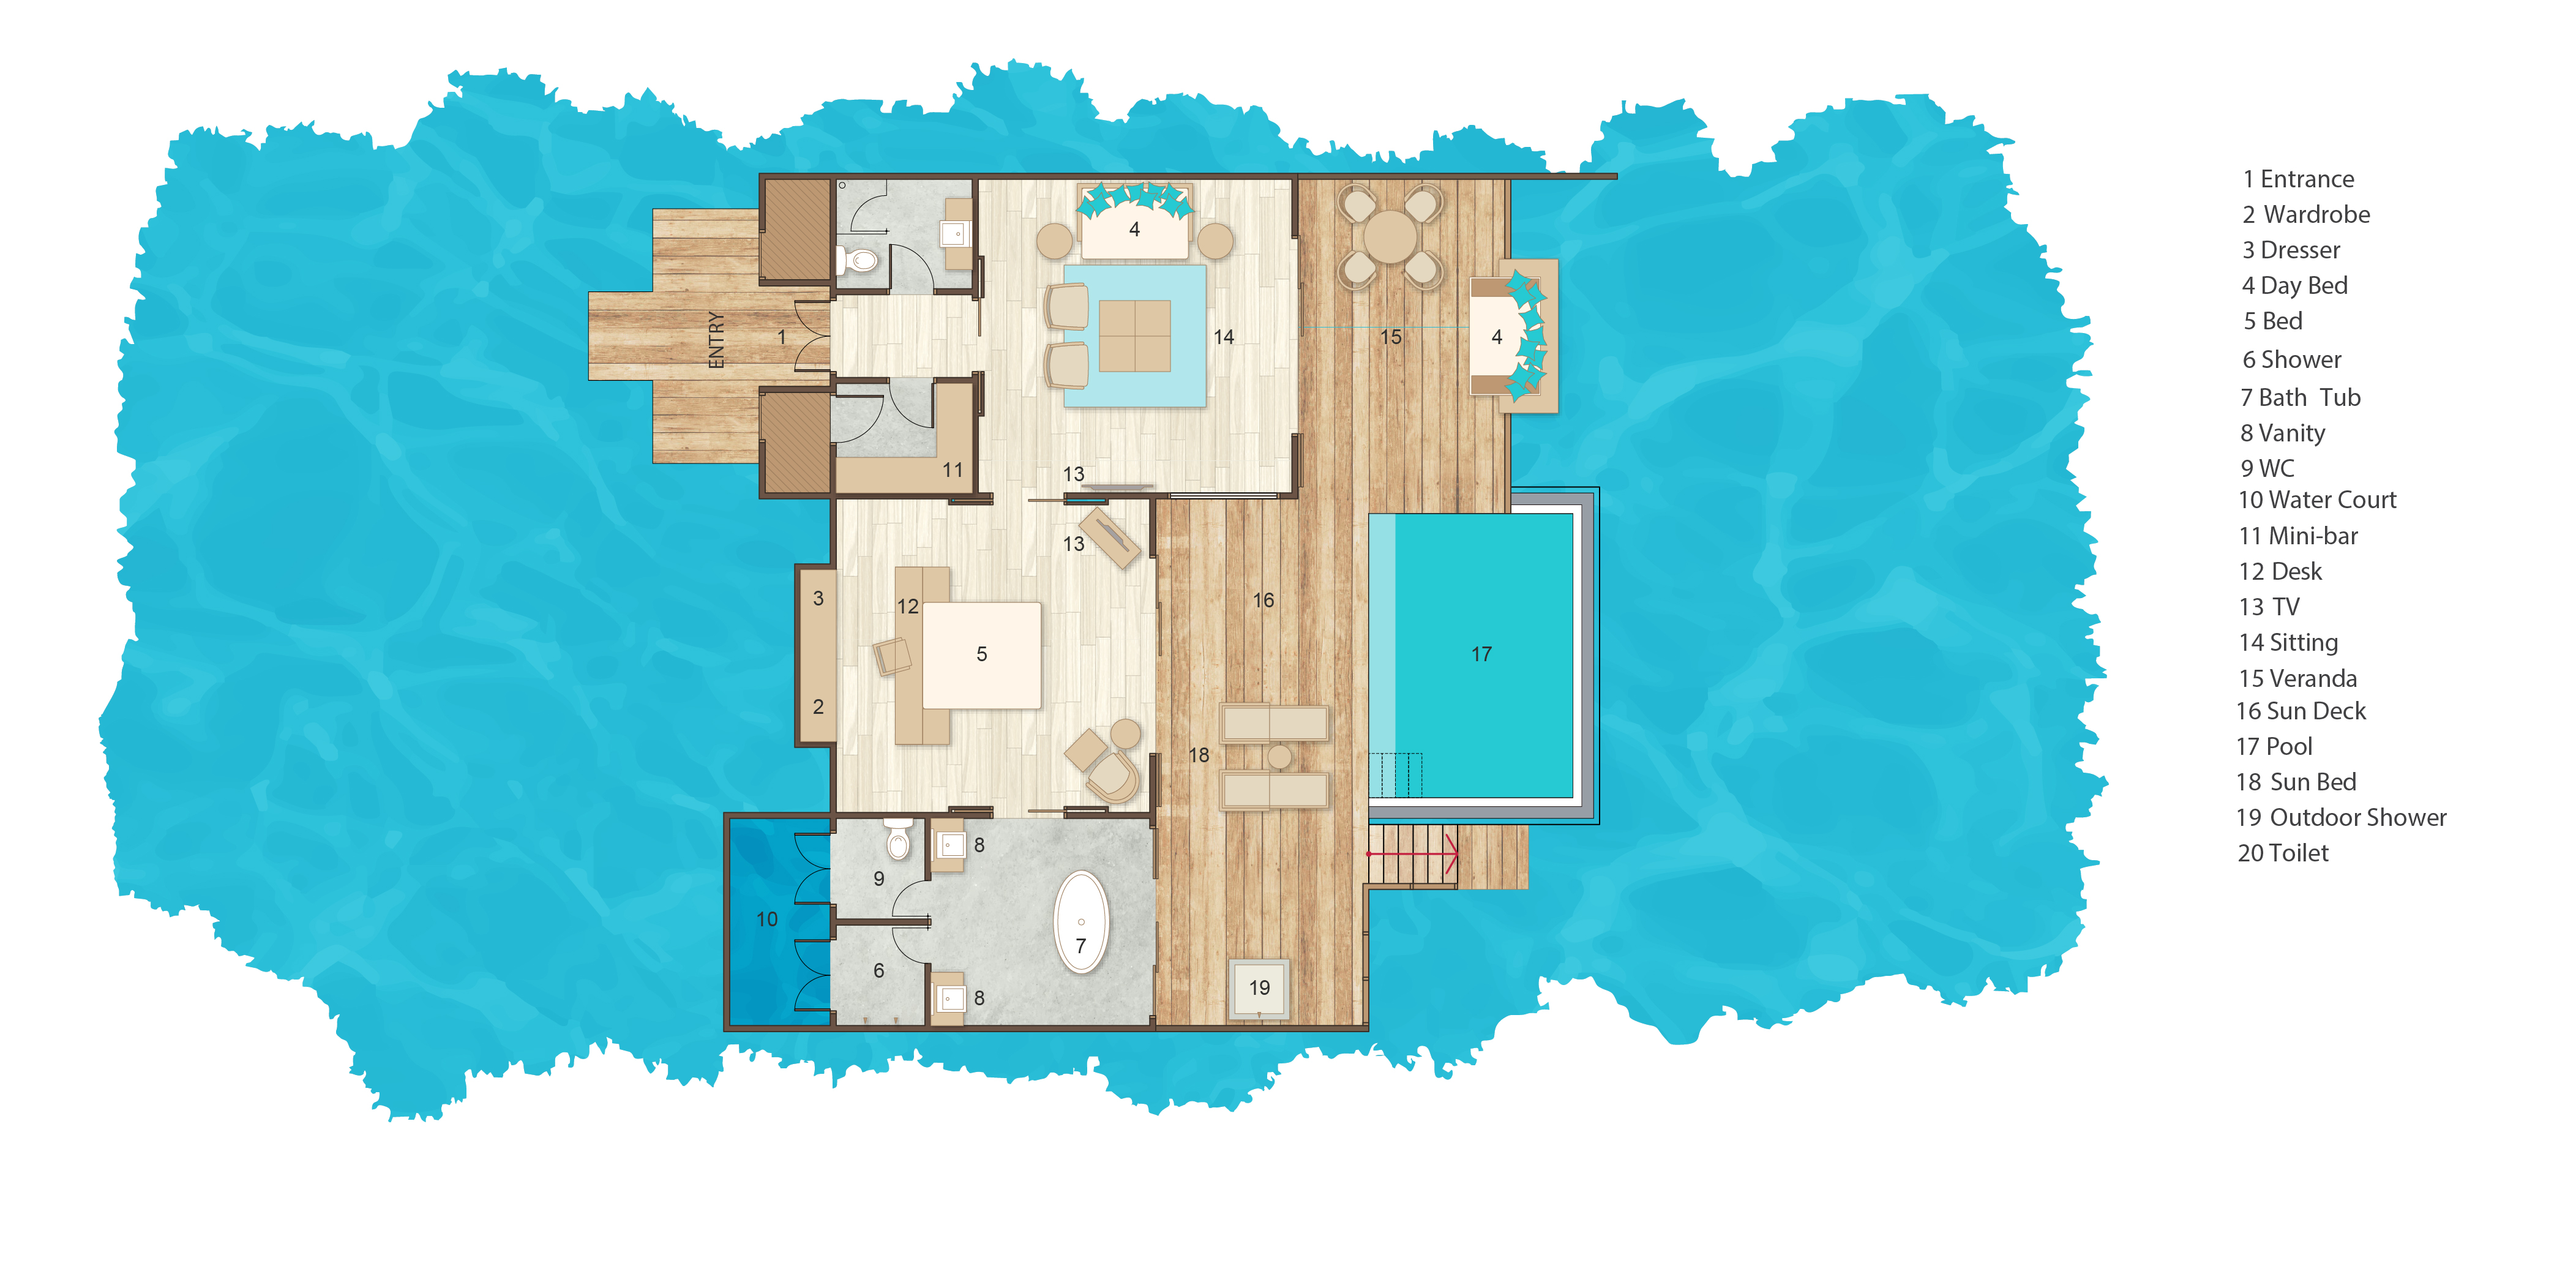 4
ENTRY
1
14
15
4
11
13
13
3
12
16
5
17
2
18
8
9
10
7
6
8
19
1 Entrance
2 Wardrobe
3 Dresser
4 Day Bed
5 Bed
6 Shower
7 Bath Tub
8 Vanity
9 WC
10 Water Court
11 Mini-bar
12 Desk
13 TV
14 Sitting
15 Veranda
16 Sun Deck
17 Pool
18 Sun Bed
19 Outdoor Shower
20 Toilet